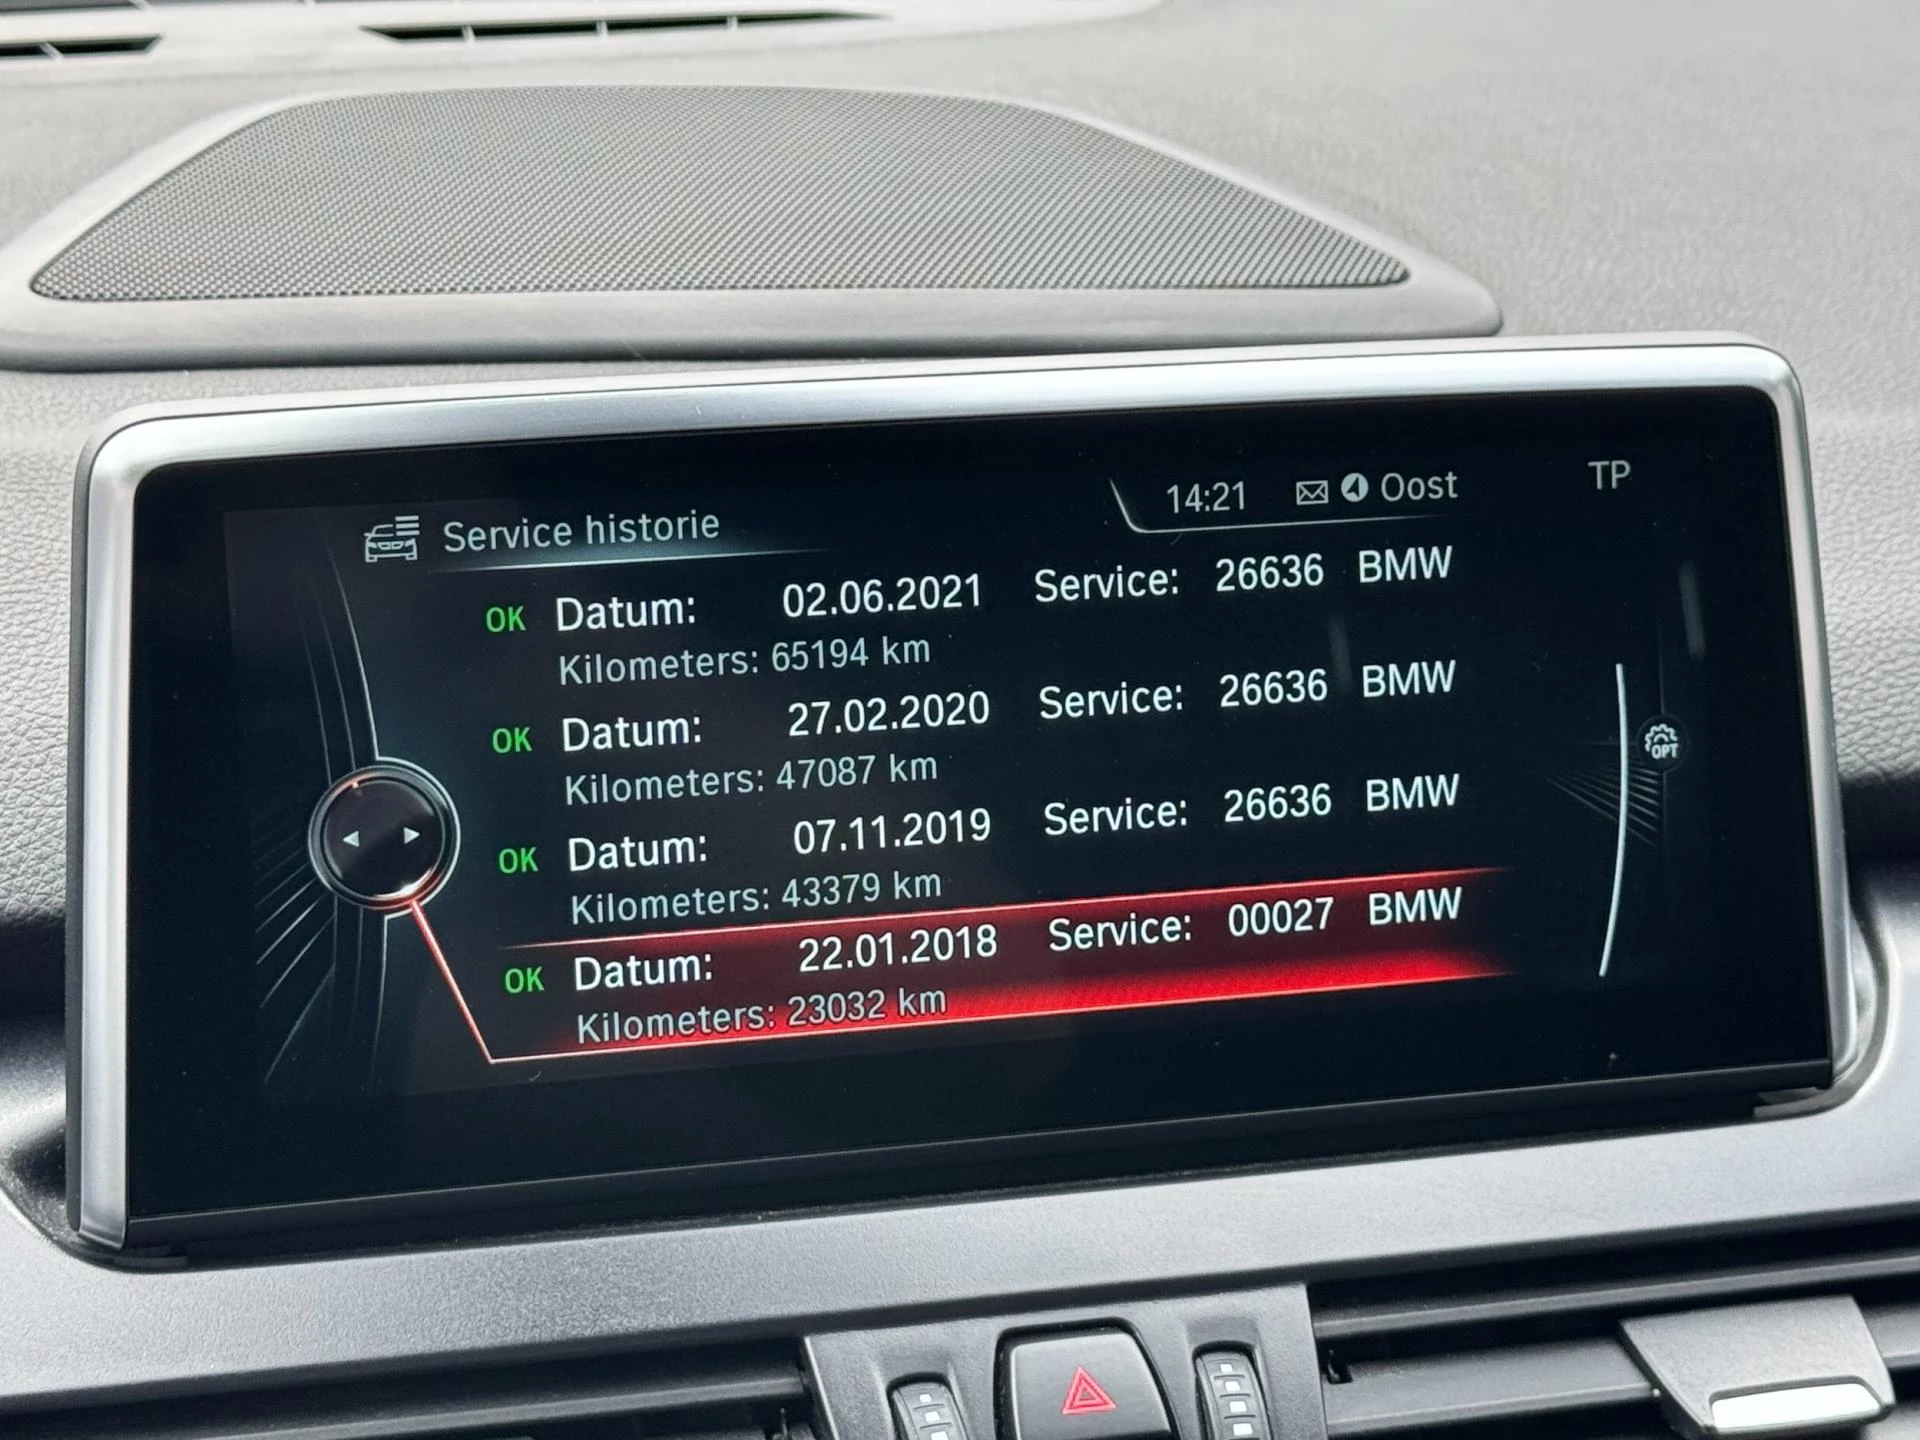 Service historie 14:21 Oost TP
OK Datum: 02.06.2021 Service: 26636 BMW
Kilometers: 65194 km
OK Datum: 27.02.2020 Service: 26636 BMW
Kilometers: 47087 km
OPT
OK Datum: 07.11.2019 Service: 26636 BMW
Kilometers: 43379 km
OK Datum: 22.01.2018 Service: 00027 BMW
Kilometers: 23032 km